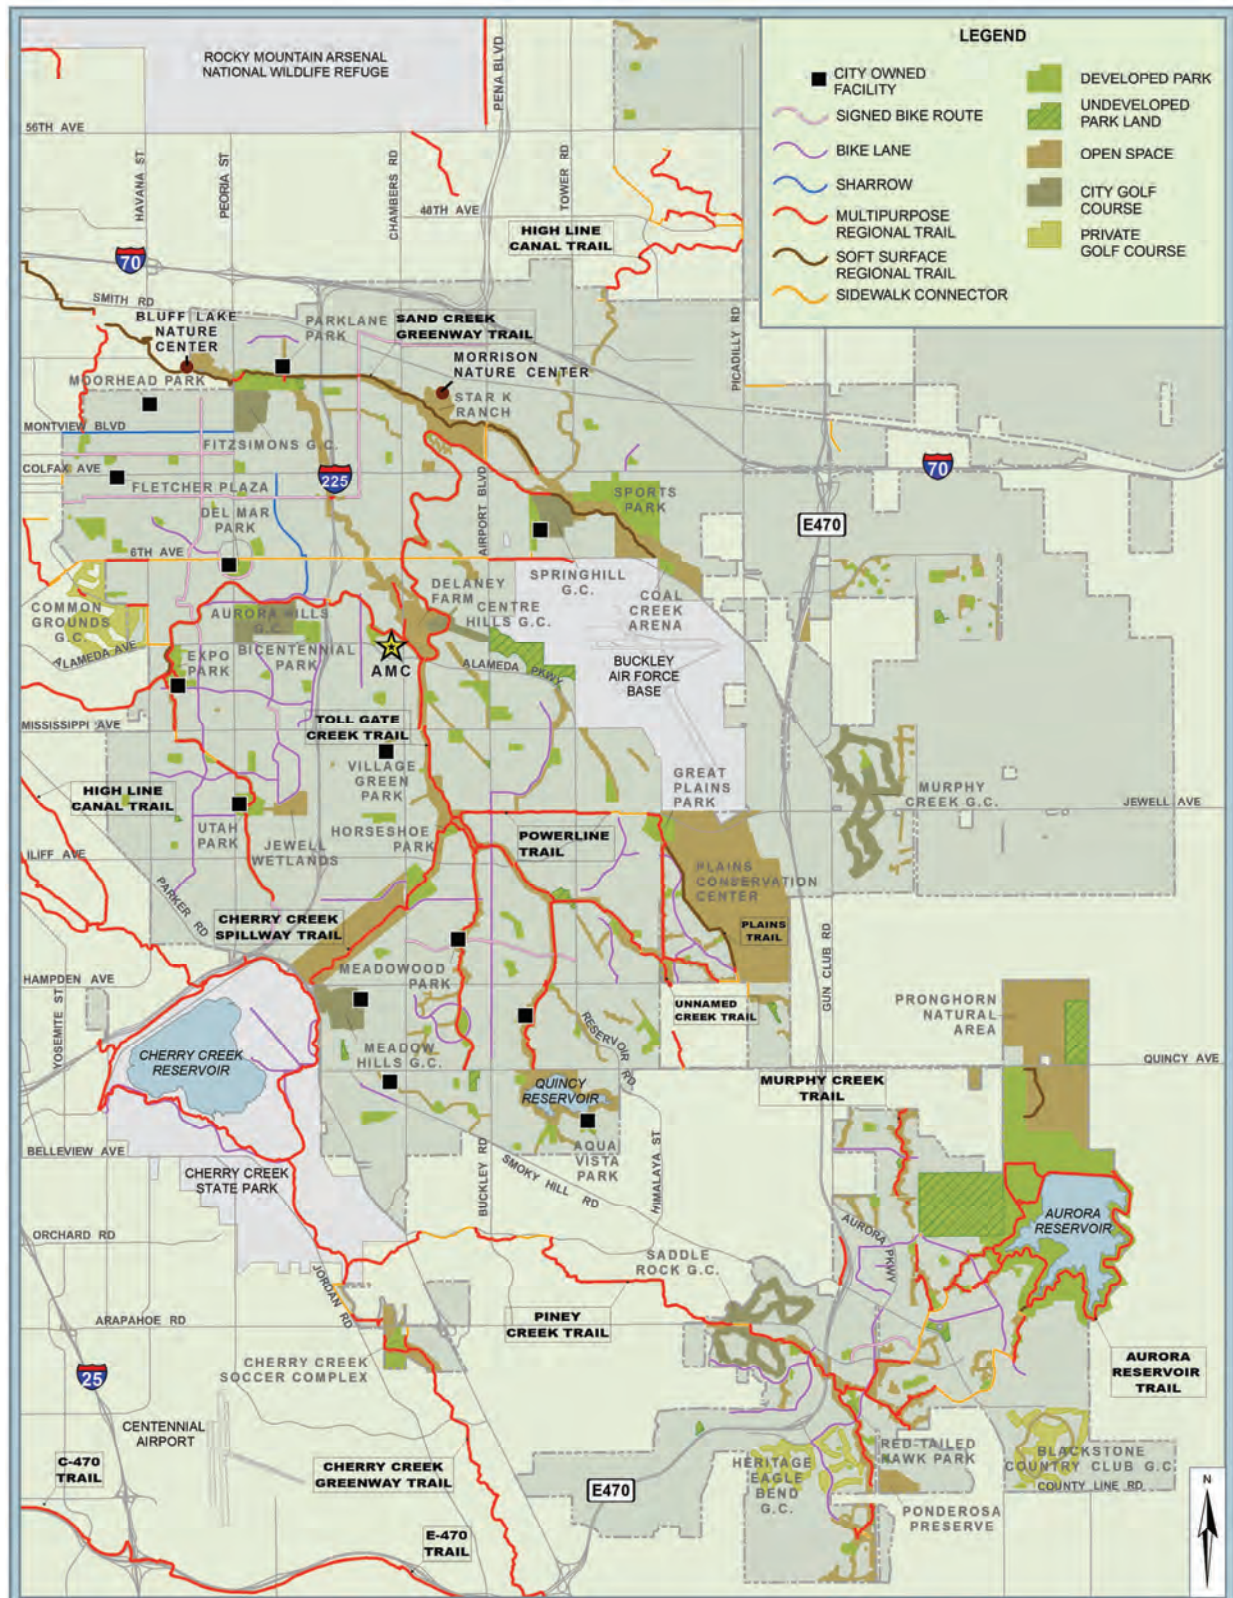 ROCKY MOUNTAIN ARSENAL
NATIONAL WILDLIFE REFUGE
PENA BLVD
LEGEND
CITY OWNED
FACILITY
SIGNED BIKE ROUTE
BIKE LANE
SHARROW
MULTIPURPOSE
REGIONAL TRAIL
SOFT SURFACE
REGIONAL TRAIL
SIDEWALK CONNECTOR
DEVELOPED PARK
UNDEVELOPED
PARK LAND
OPEN SPACE
CITY GOLF
COURSE
PRIVATE
GOLF COURSE
56TH AVE
HAVANA ST
PEORIA ST
CHAMBERS RD
TOWER RD
48TH AVE
HIGH LINE
CANAL TRAIL
70
SMITH RD
BLUFF LAKE
NATURE
CENTER
PARKLANE
PARK
SAND CREEK
GREENWAY TRAIL
PICADILLY RD
MORRISON
NATURE CENTER
MOORHEAD PARK
STAR K
RANCH
MONTVIEW BLVD
FITZSIMONS G.C.
COLFAX AVE
225
70
FLETCHER PLAZA
AIRPORT BLVD
SPORTS
PARK
DEL MAR
PARK
E470
6TH AVE
SPRINGHILL
G.C.
DELANEY
FARM
COAL
CREEK
ARENA
COMMON
GROUNDS
G.C.
AURORA HILLS
G.C.
CENTRE
HILLS G.C.
BICENTENNIAL
PARK
ALAMEDA AVE
EXPO
PARK
AMC
ALAMEDA PKWY
BUCKLEY
AIR FORCE
BASE
MISSISSIPPI AVE
TOLL GATE
CREEK TRAIL
VILLAGE
GREEN
PARK
GREAT
PLAINS
PARK
MURPHY
CREEK G.C.
HIGH LINE
CANAL TRAIL
JEWELL AVE
UTAH
PARK
JEWELL
WETLANDS
HORSESHOE
PARK
POWERLINE
TRAIL
ILIFF AVE
PARKER RD
PLAINS
CONSERVATION
CENTER
CHERRY CREEK
SPILLWAY TRAIL
PLAINS
TRAIL
GUN CLUB RD
HAMPDEN AVE
MEADOWOOD
PARK
YOSEMITE ST
UNNAMED
CREEK TRAIL
PRONGHORN
NATURAL
AREA
RESERVOIR RD
CHERRY CREEK
RESERVOIR
MEADOW
HILLS G.C.
QUINCY AVE
QUINCY
RESERVOIR
MURPHY CREEK
TRAIL
AQUA
VISTA
PARK
BELLEVIEW AVE
BUCKLEY RD
SMOKY HILL RD
HIMALAYA ST
CHERRY CREEK
STATE PARK
AURORA
RESERVOIR
AURORA PKWY
ORCHARD RD
SADDLE
ROCK G.C.
JORDAN RD
ARAPAHOE RD
PINEY
CREEK TRAIL
CHERRY CREEK
SOCCER COMPLEX
AURORA
RESERVOIR
TRAIL
25
CENTENNIAL
AIRPORT
C-470
TRAIL
CHERRY CREEK
GREENWAY TRAIL
E470
HERITAGE
EAGLE
BEND
G.C.
RED-TAILED
HAWK PARK
BLACKSTONE
COUNTRY CLUB G.C.
COUNTY LINE RD
PONDEROSA
PRESERVE
E-470
TRAIL
N